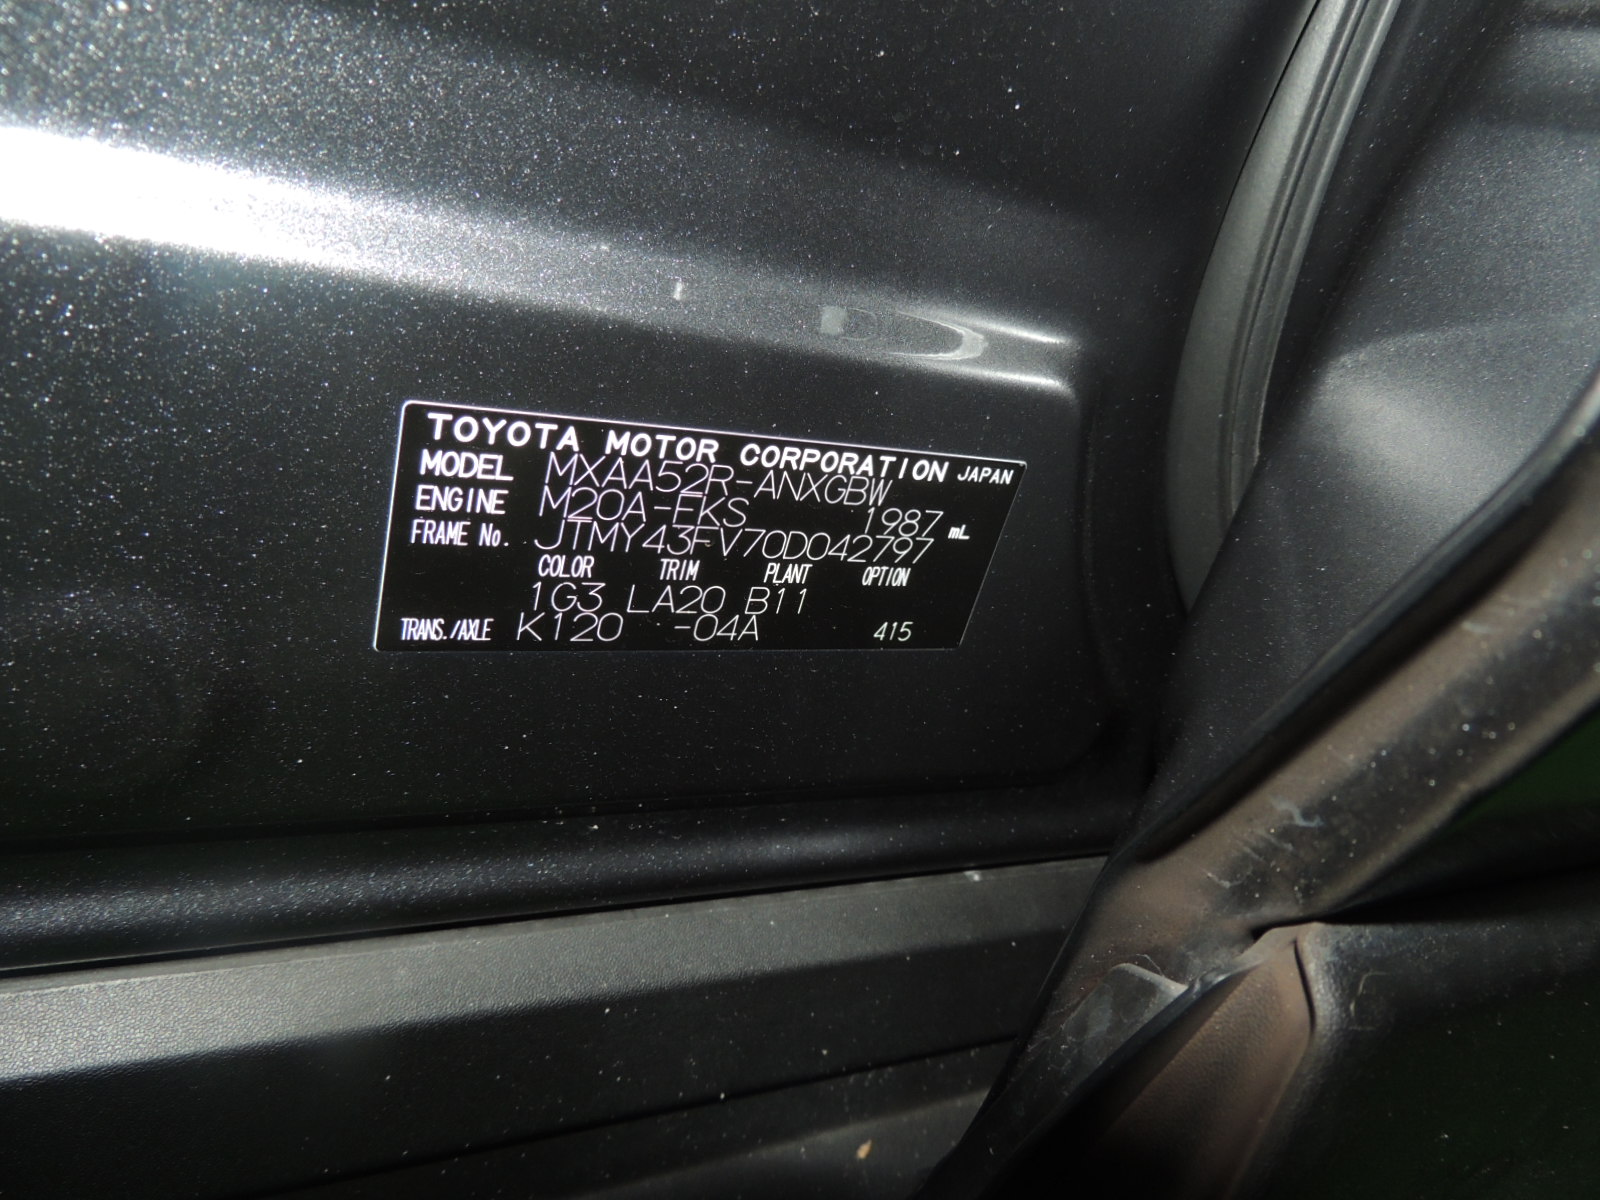 TOYOTA MOTOR CORPORATION JAPAN
MODEL MXAA52R-ANXGBW
ENGINE M20A-FKS 1987 mL
FRAME No. JTMY43FV70D042797
COLOR TRIM PLANT OPTION
1G3 LA20 B11
TRANS./AXLE K120 -04A 415